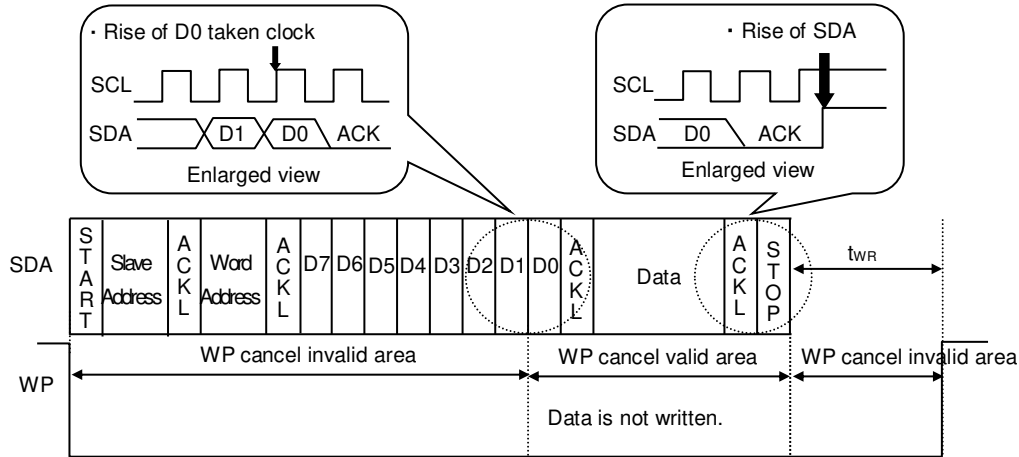 ・Rise of D0 taken clock
SCL
SDA
D1
D0
ACK
Enlarged view
・Rise of SDA
SCL
SDA
D0
ACK
Enlarged view
SDA
START
Slave
Address
ACKL
Word
Address
ACKL
D7
D6
D5
D4
D3
D2
D1
D0
ACKL
Data
ACKL
STOP
tWR
WP
WP cancel invalid area
WP cancel valid area
WP cancel invalid area
Data is not written.